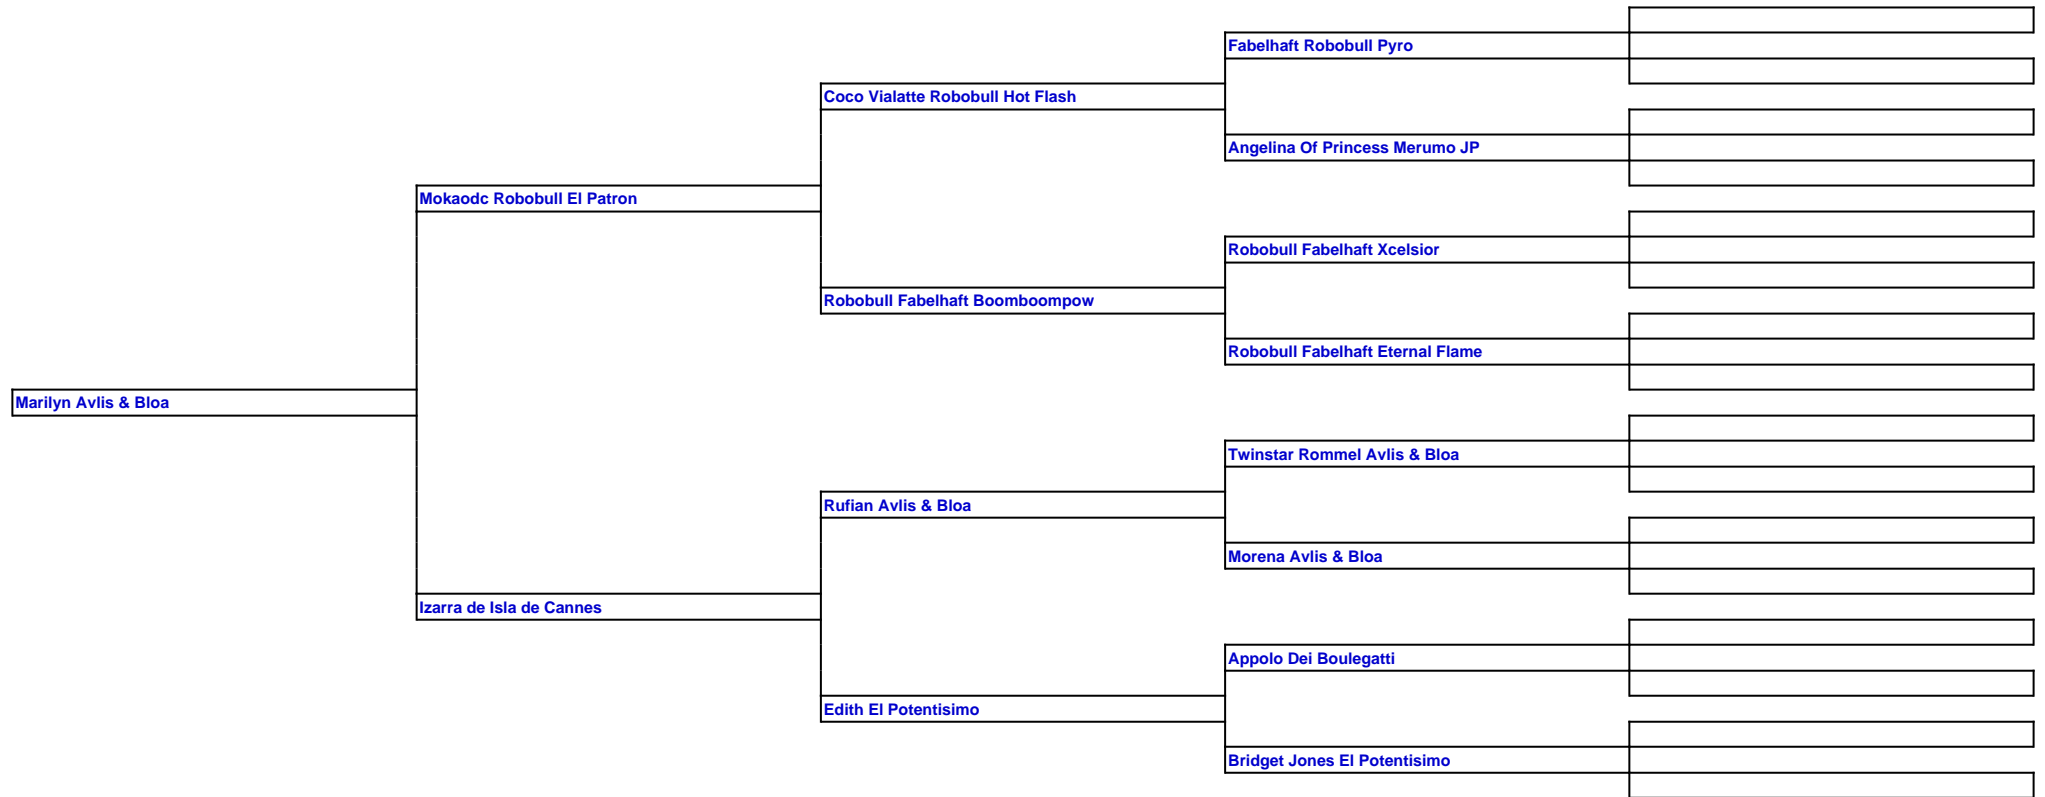 Fabelhaft Robobull Pyro
Coco Vialatte Robobull Hot Flash
Angelina Of Princess Merumo JP
Mokaodc Robobull El Patron
Robobull Fabelhaft Xcelsior
Robobull Fabelhaft Boomboompow
Robobull Fabelhaft Eternal Flame
Marilyn Avlis & Bloa
Twinstar Rommel Avlis & Bloa
Rufian Avlis & Bloa
Morena Avlis & Bloa
Izarra de Isla de Cannes
Appolo Dei Boulegatti
Edith El Potentisimo
Bridget Jones El Potentisimo